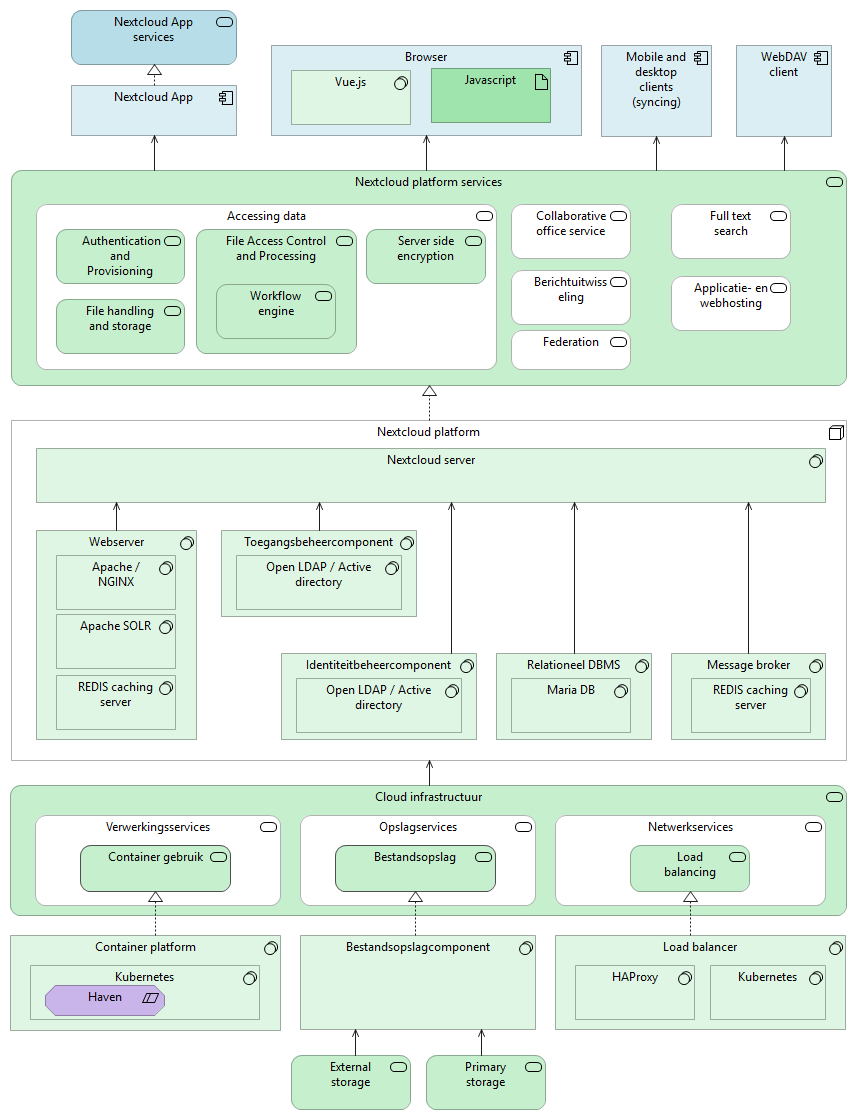 Nextcloud App
services
Nextcloud App
Browser
Vue.js
Javascript
Mobile and
desktop
clients
(syncing)
WebDAV
client
Nextcloud platform services
Accessing data
Authentication
and
Provisioning
File Access Control
and Processing
Workflow
engine
Server side
encryption
File handling
and storage
Collaborative
office service
Berichtuitwiss
eling
Federation
Full text
search
Applicatie- en
webhosting
Nextcloud platform
Nextcloud server
Webserver
Apache /
NGINX
Apache SOLR
REDIS caching
server
Toegangsbeheercomponent
Open LDAP / Active
directory
Identiteitbeheercomponent
Open LDAP / Active
directory
Relationeel DBMS
Maria DB
Message broker
REDIS caching
server
Cloud infrastructuur
Verwerkingsservices
Container gebruik
Opslagservices
Bestandsopslag
Netwerkservices
Load
balancing
Container platform
Kubernetes
Haven
Bestandsopslagcomponent
Load balancer
HAProxy
Kubernetes
External
storage
Primary
storage